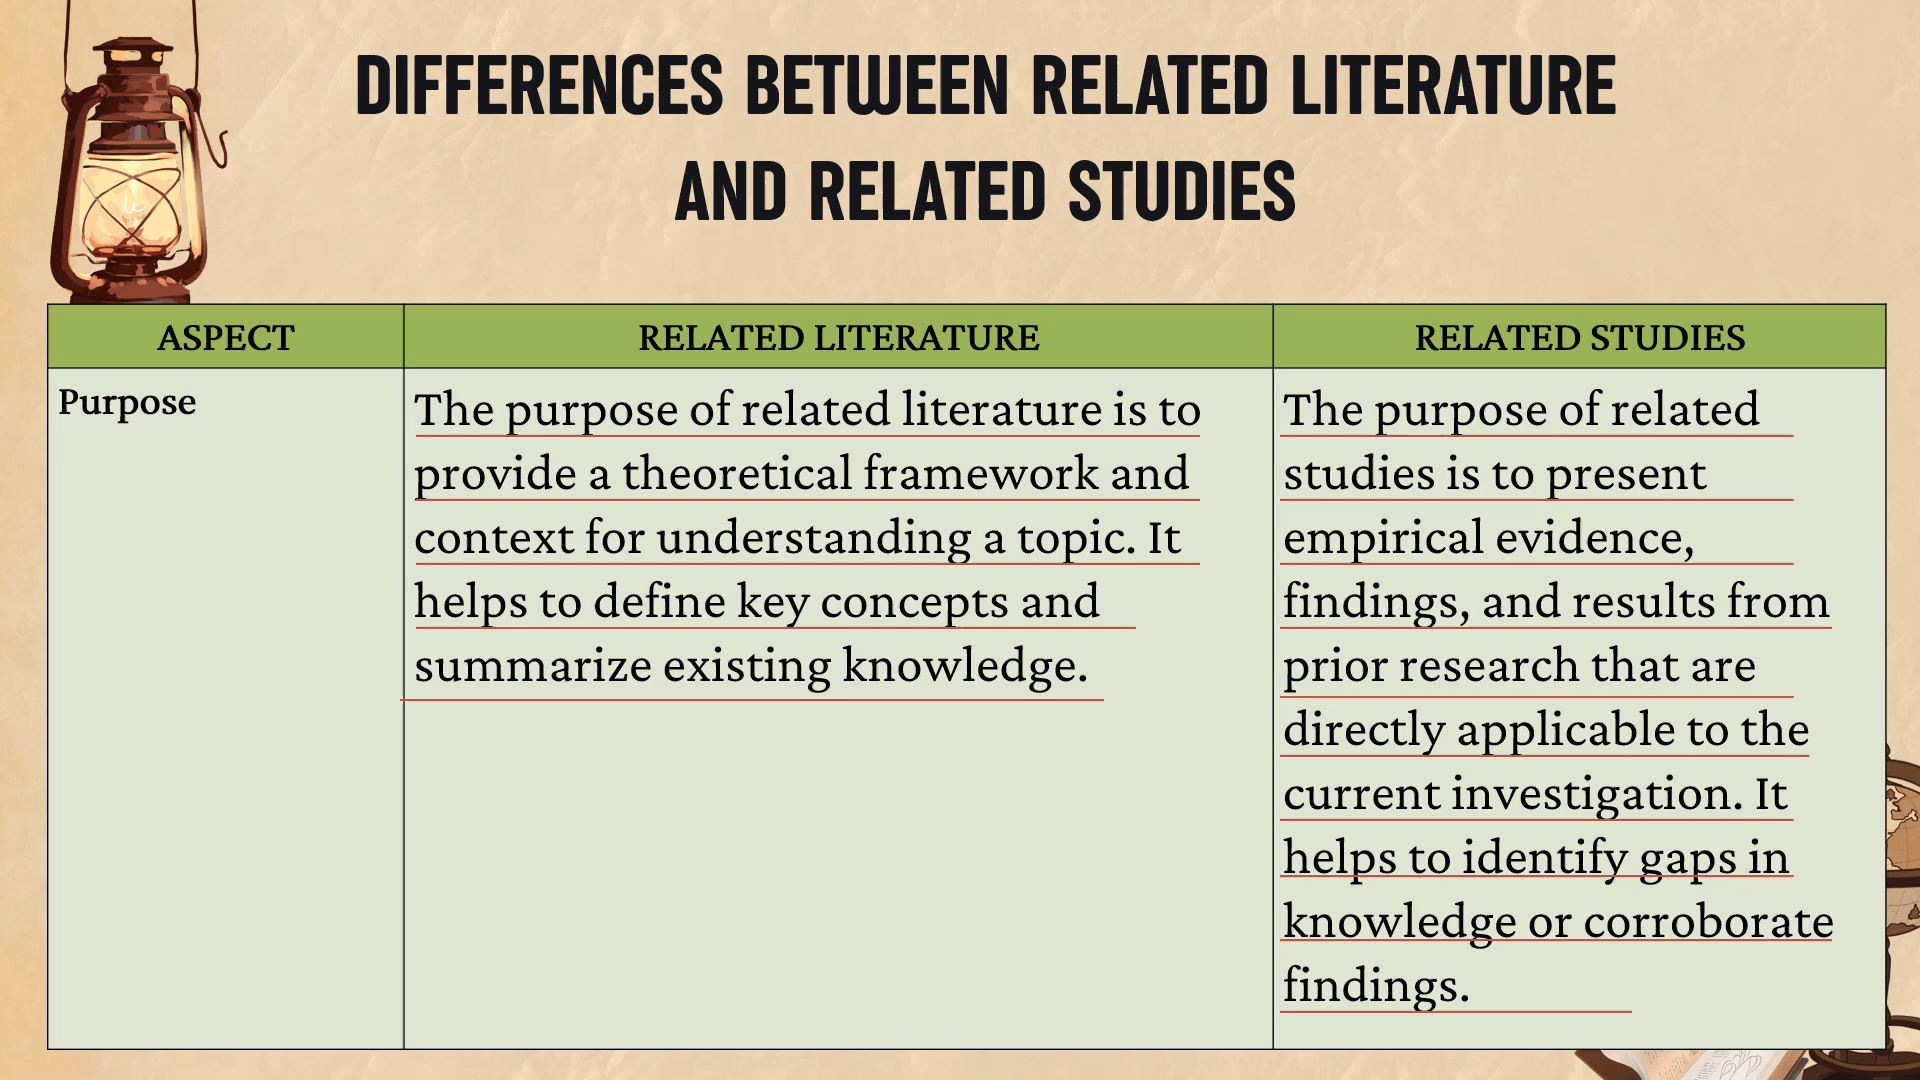 DIFFERENCES BETWEEN RELATED LITERATURE
AND RELATED STUDIES
ASPECT
RELATED LITERATURE
RELATED STUDIES
Purpose
The purpose of related literature is to
provide a theoretical framework and
context for understanding a topic. It
helps to define key concepts and
summarize existing knowledge.
The purpose of related
studies is to present
empirical evidence,
findings, and results from
prior research that are
directly applicable to the
current investigation. It
helps to identify gaps in
knowledge or corroborate
findings.